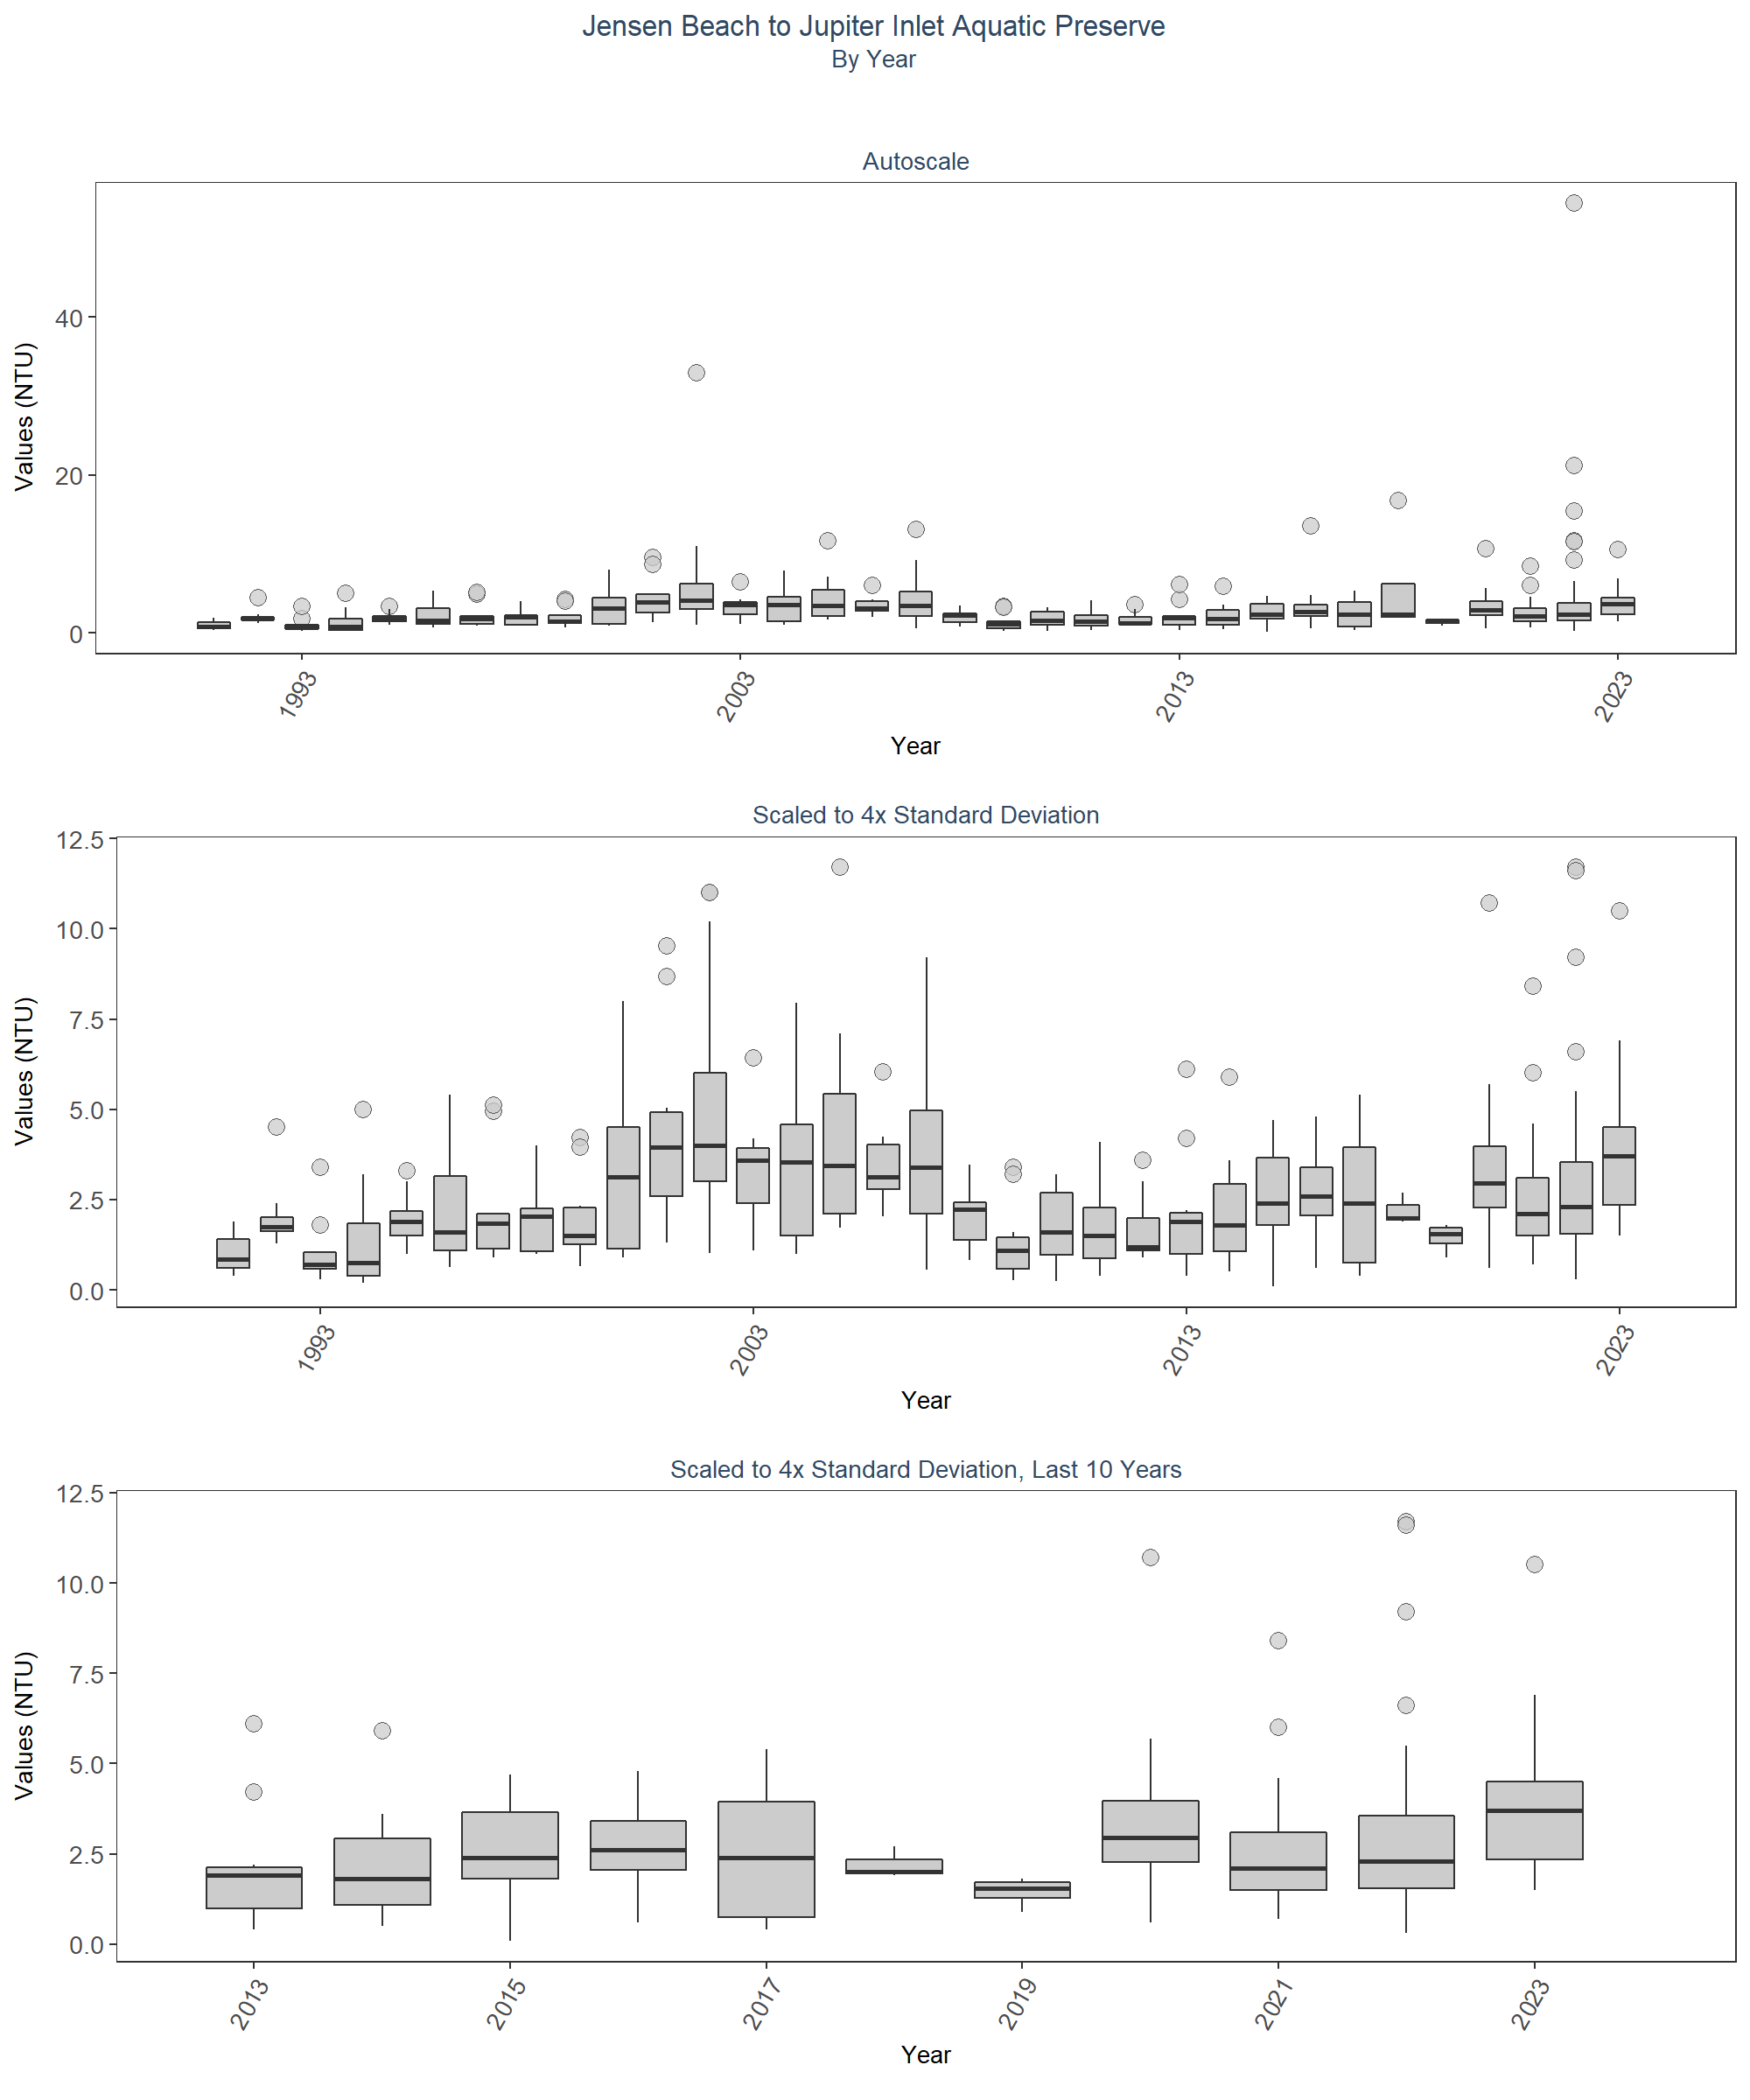 Jensen Beach to Jupiter Inlet Aquatic Preserve
By Year
Autoscale
Values (NTU)
40
20
0
1993
2003
2013
2023
Year
Scaled to 4x Standard Deviation
Values (NTU)
12.5
10.0
7.5
5.0
2.5
0.0
1993
2003
2013
2023
Year
Scaled to 4x Standard Deviation, Last 10 Years
Values (NTU)
12.5
10.0
7.5
5.0
2.5
0.0
2013
2015
2017
2019
2021
2023
Year